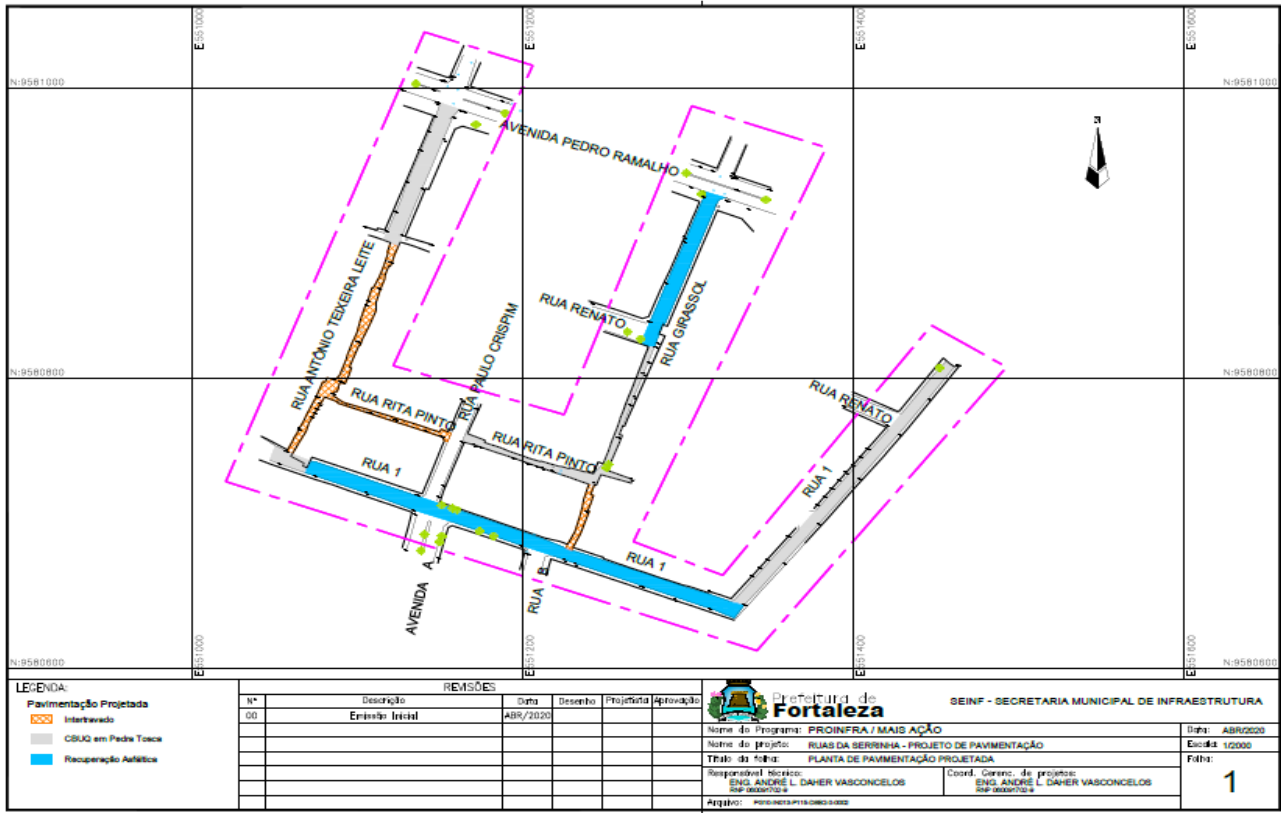 E551000
E551200
E551400
E551600
N:9581000
N:9581000
AVENIDA PEDRO RAMALHO
RUA ANTÔNIO TEIXEIRA LEITE
RUA RENATO
RUA GIRASSOL
RUA PAULO CRISPIM
N:9580800
N:9580800
RUA RENATO
RUA RITA PINTO
RUA RITA PINTO
RUA 1
RUA 1
RUA 1
AVENIDA A
RUA B
N:9580600
E551000
E551200
E551400
E551600
N:9580600
LEGENDA:
Pavimentação Projetada
Intertravado
CBUQ em Pedra Tosca
Recuperação Asfáltica
REVISÕES
Nº Descrição Data Desenho Projetista Aprovação
00 Emissão Inicial ABR/2020
Prefeitura de
Fortaleza
SEINF - SECRETARIA MUNICIPAL DE INFRAESTRUTURA
Nome do Programa: PROINFRA / MAIS AÇÃO
Data: ABR/2020
Nome do projeto: RUAS DA SERRINHA - PROJETO DE PAVIMENTAÇÃO
Escala: 1/2000
Título da folha: PLANTA DE PAVIMENTAÇÃO PROJETADA
Folha:
1
Responsável técnico:
ENG. ANDRÉ L. DAHER VASCONCELOS
Coord. Gerenc. de projetos:
ENG. ANDRÉ L. DAHER VASCONCELOS
Arquivo: